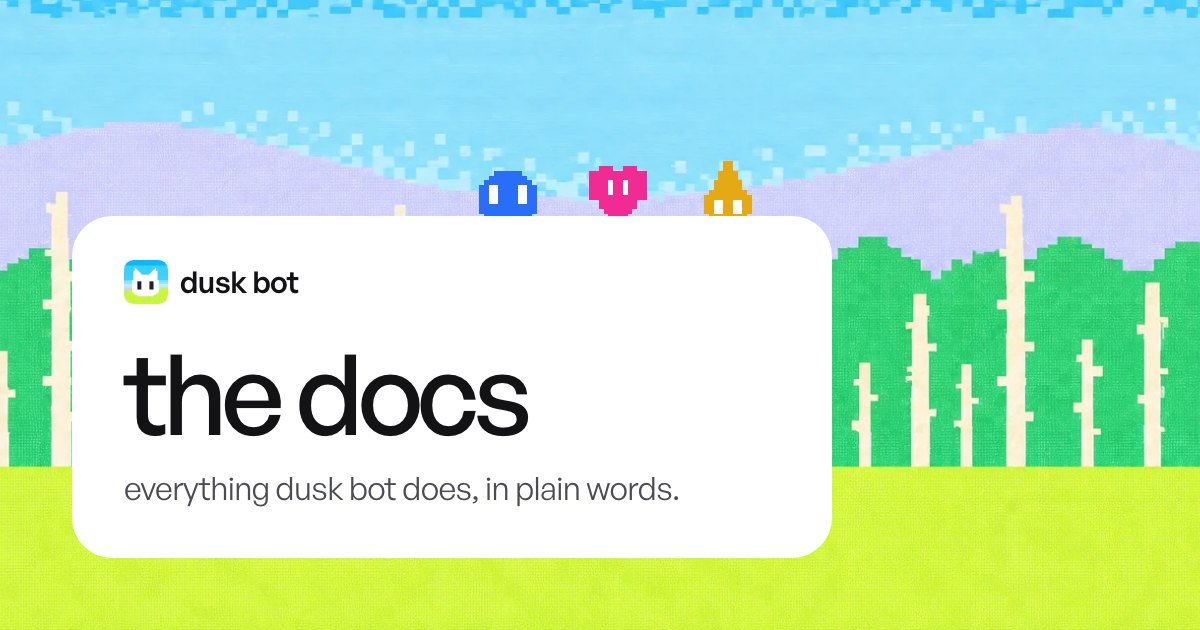 dusk bot
the docs
everything dusk bot does, in plain words.